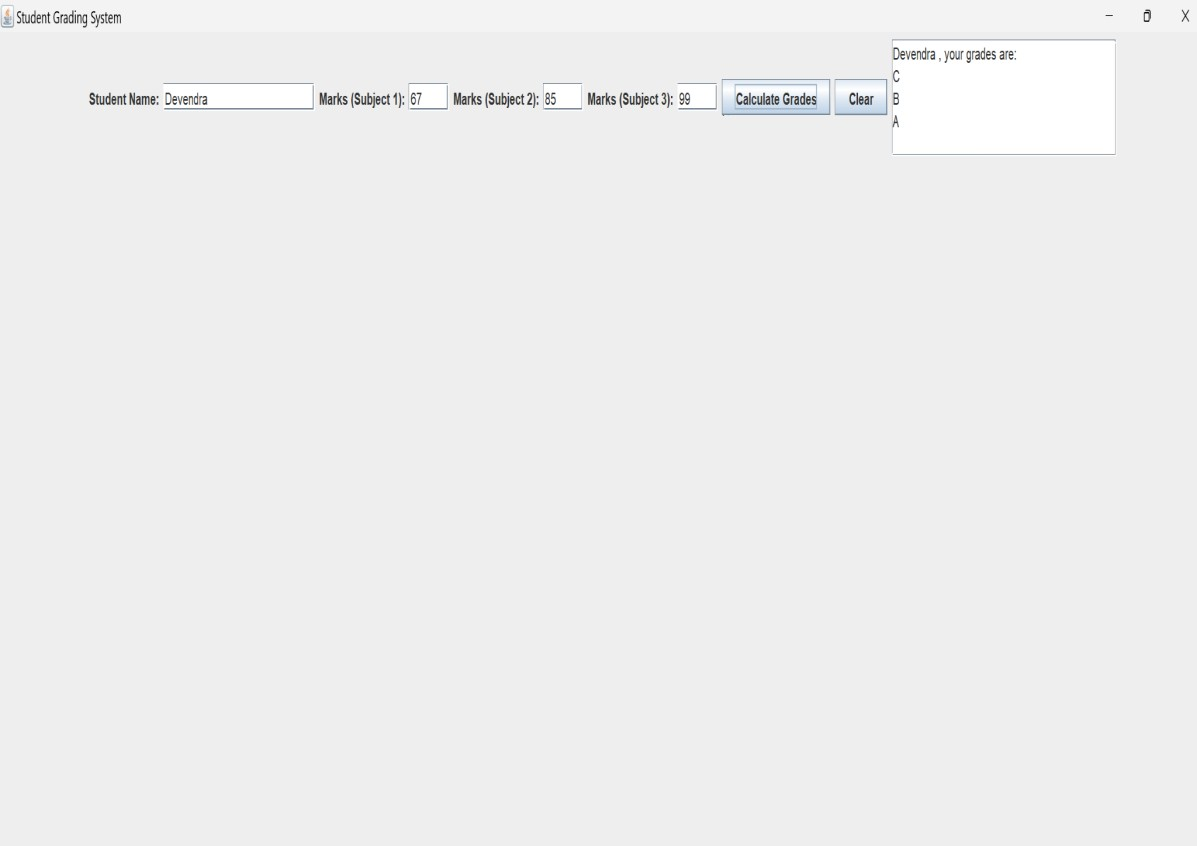 Student Grading System
Student Name: Devendra Marks (Subject 1): 67 Marks (Subject 2): 85 Marks (Subject 3): 99 Calculate Grades Clear
Devendra , your grades are:
C
B
A